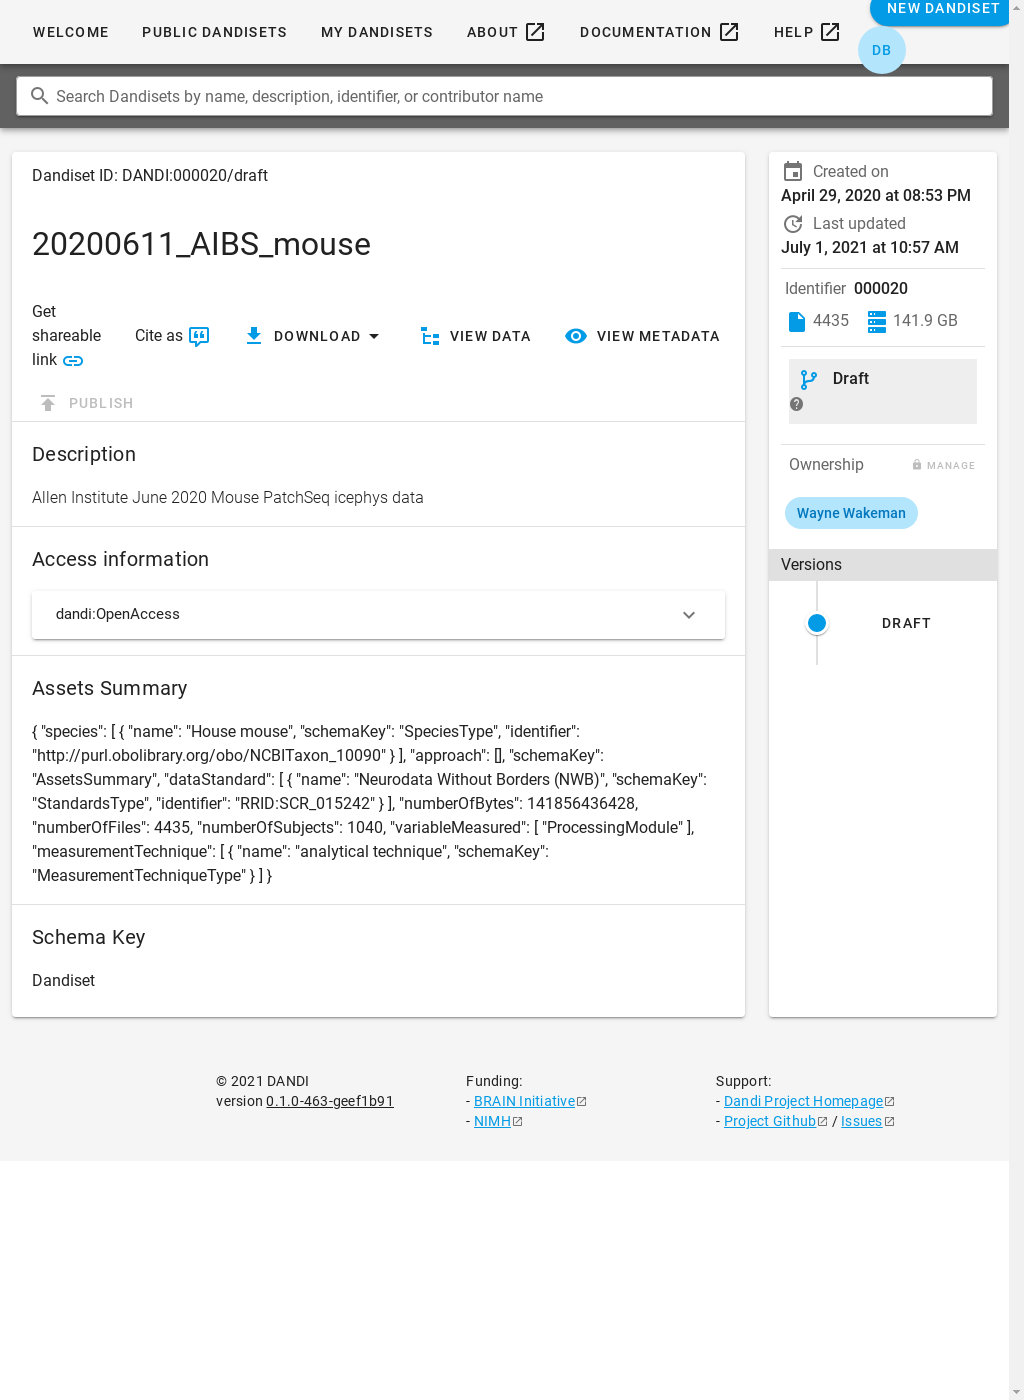 WELCOME PUBLIC DANDISETS MY DANDISETS ABOUT DOCUMENTATION HELP NEW DANDISET
DB
Search Dandisets by name, description, identifier, or contributor name
Dandiset ID: DANDI:000020/draft
20200611_AIBS_mouse
Get
shareable
link
Cite as
DOWNLOAD
VIEW DATA
VIEW METADATA
PUBLISH
Description
Allen Institute June 2020 Mouse PatchSeq icephys data
Access information
dandi:OpenAccess
Assets Summary
{ "species": [ { "name": "House mouse", "schemaKey": "SpeciesType", "identifier":
"http://purl.obolibrary.org/obo/NCBITaxon_10090" } ], "approach": [], "schemaKey":
"AssetsSummary", "dataStandard": [ { "name": "Neurodata Without Borders (NWB)", "schemaKey":
"StandardsType", "identifier": "RRID:SCR_015242" } ], "numberOfBytes": 141856436428,
"numberOfFiles": 4435, "numberOfSubjects": 1040, "variableMeasured": [ "ProcessingModule" ],
"measurementTechnique": [ { "name": "analytical technique", "schemaKey":
"MeasurementTechniqueType" } ] }
Schema Key
Dandiset
Created on
April 29, 2020 at 08:53 PM
Last updated
July 1, 2021 at 10:57 AM
Identifier 000020
4435 141.9 GB
Draft
Ownership MANAGE
Wayne Wakeman
Versions
DRAFT
© 2021 DANDI
version 0.1.0-463-geef1b91
Funding:
- BRAIN Initiative
- NIMH
Support:
- Dandi Project Homepage
- Project Github / Issues